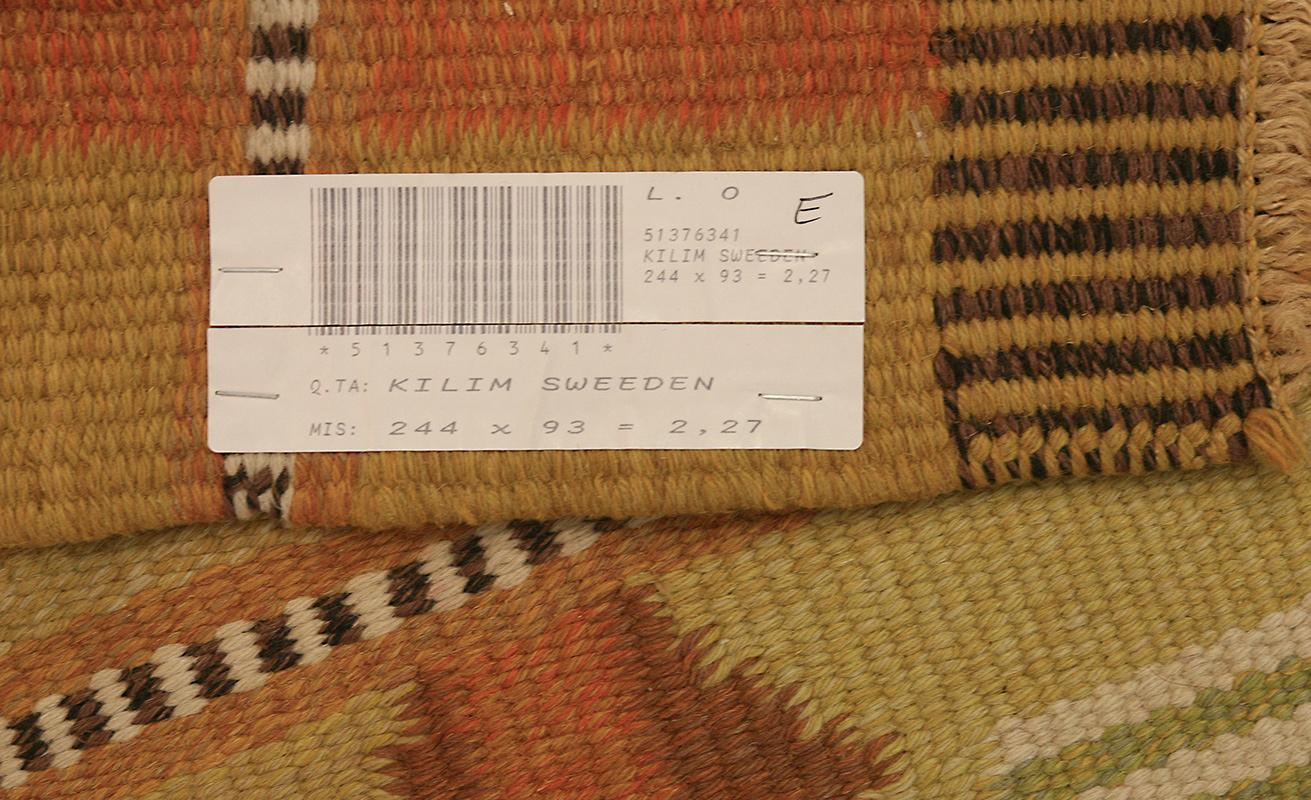 L. 0
E
51376341
KILIM SWEEDEN
244 x 93 = 2,27
* 5 1 3 7 6 3 4 1 *
Q.TA: KILIM SWEEDEN
MIS: 244 x 93 = 2,27